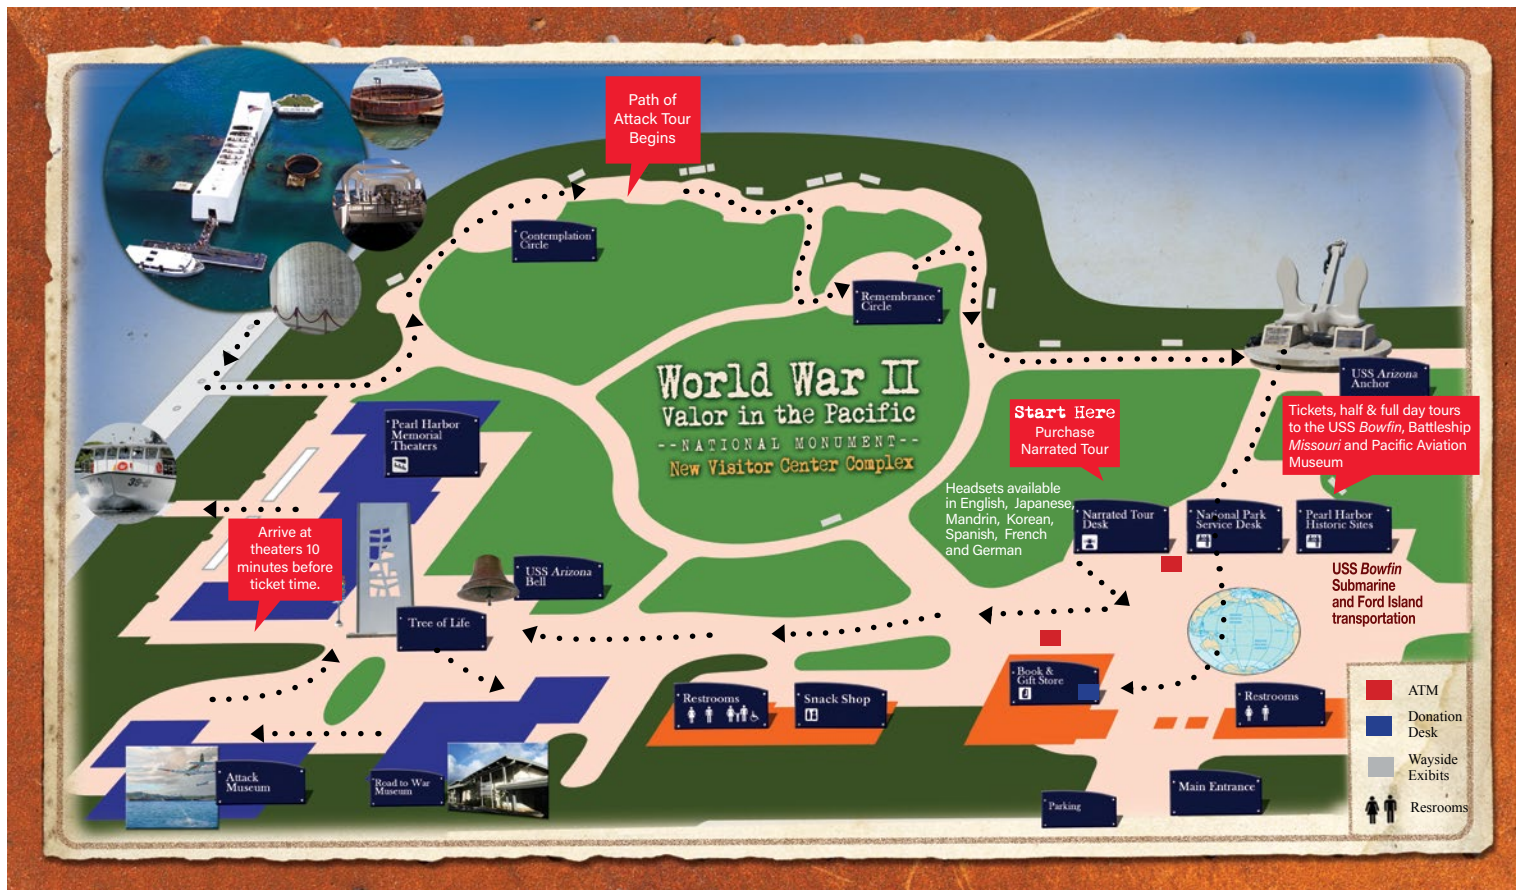 Path of
Attack Tour
Begins
Contemplation
Circle
Remembrance
Circle
World War II
Valor in the Pacific
--NATIONAL MONUMENT--
New Visitor Center Complex
USS Arizona
Anchor
Pearl Harbor
Memorial
Theaters
Start Here
Purchase
Narrated Tour
Tickets, half & full day tours
to the USS Bowfin, Battleship
Missouri and Pacific Aviation
Museum
Headsets available
in English, Japanese,
Mandrin, Korean,
Spanish, French
and German
Narrated Tour
Desk
National Park
Service Desk
Pearl Harbor
Historic Sites
Arrive at
theaters 10
minutes before
ticket time.
USS Arizona
Bell
USS Bowfin
Submarine
and Ford Island
transportation
Tree of Life
Book &
Gift Store
Restrooms
Snack Shop
Restrooms
Attack
Museum
Road to War
Museum
Main Entrance
Parking
ATM
Donation
Desk
Wayside
Exibits
Resrooms